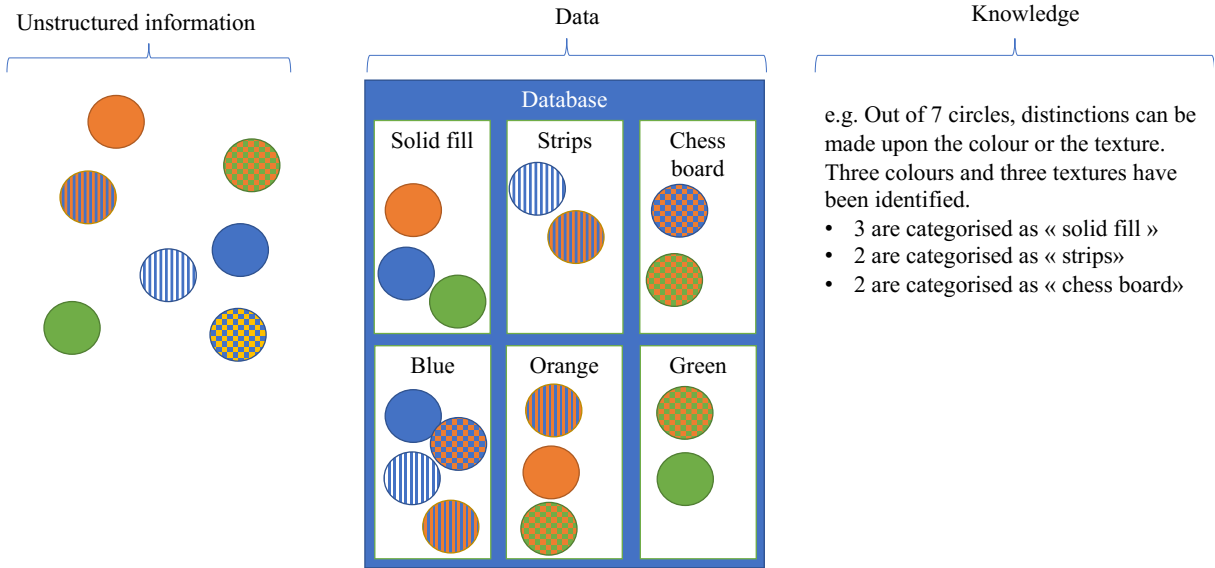 Unstructured information
Data
Knowledge
Database
Solid fill
Strips
Chess
board
Blue
Orange
Green
e.g. Out of 7 circles, distinctions can be
made upon the colour or the texture.
Three colours and three textures have
been identified.
• 3 are categorised as « solid fill »
• 2 are categorised as « strips»
• 2 are categorised as « chess board»